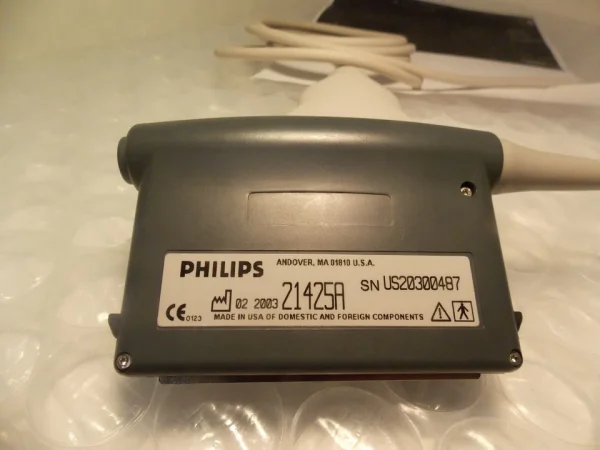 PHILIPS
ANDOVER, MA 01810 U.S.A.
02 2003 21425A SN US20300487
CE 0123
MADE IN USA OF DOMESTIC AND FOREIGN COMPONENTS